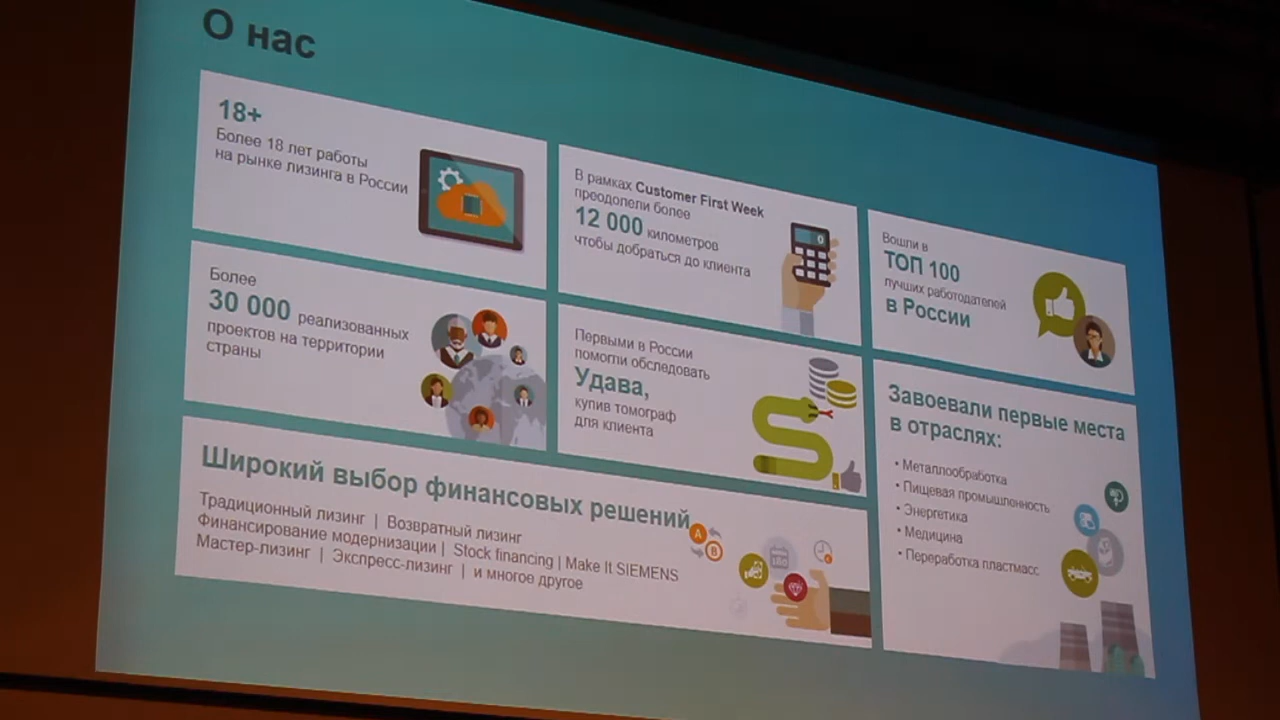 О нас
18+
Более 18 лет работы
на рынке лизинга в России
В рамках Customer First Week
преодолели более
12 000 километров
чтобы добраться до клиента
Вошли в
ТОП 100
лучших работодателей
в России
Более
30 000 реализованных
проектов на территории
страны
Первыми в России
помогли обследовать
Удава,
купив томограф
для клиента
Завоевали первые места
в отраслях:
• Металлообработка
• Пищевая промышленность
• Энергетика
• Медицина
• Переработка пластмасс
Широкий выбор финансовых решений
Традиционный лизинг | Возвратный лизинг
Финансирование модернизации | Stock financing | Make It SIEMENS
Мастер-лизинг | Экспресс-лизинг | и многое другое
A
B